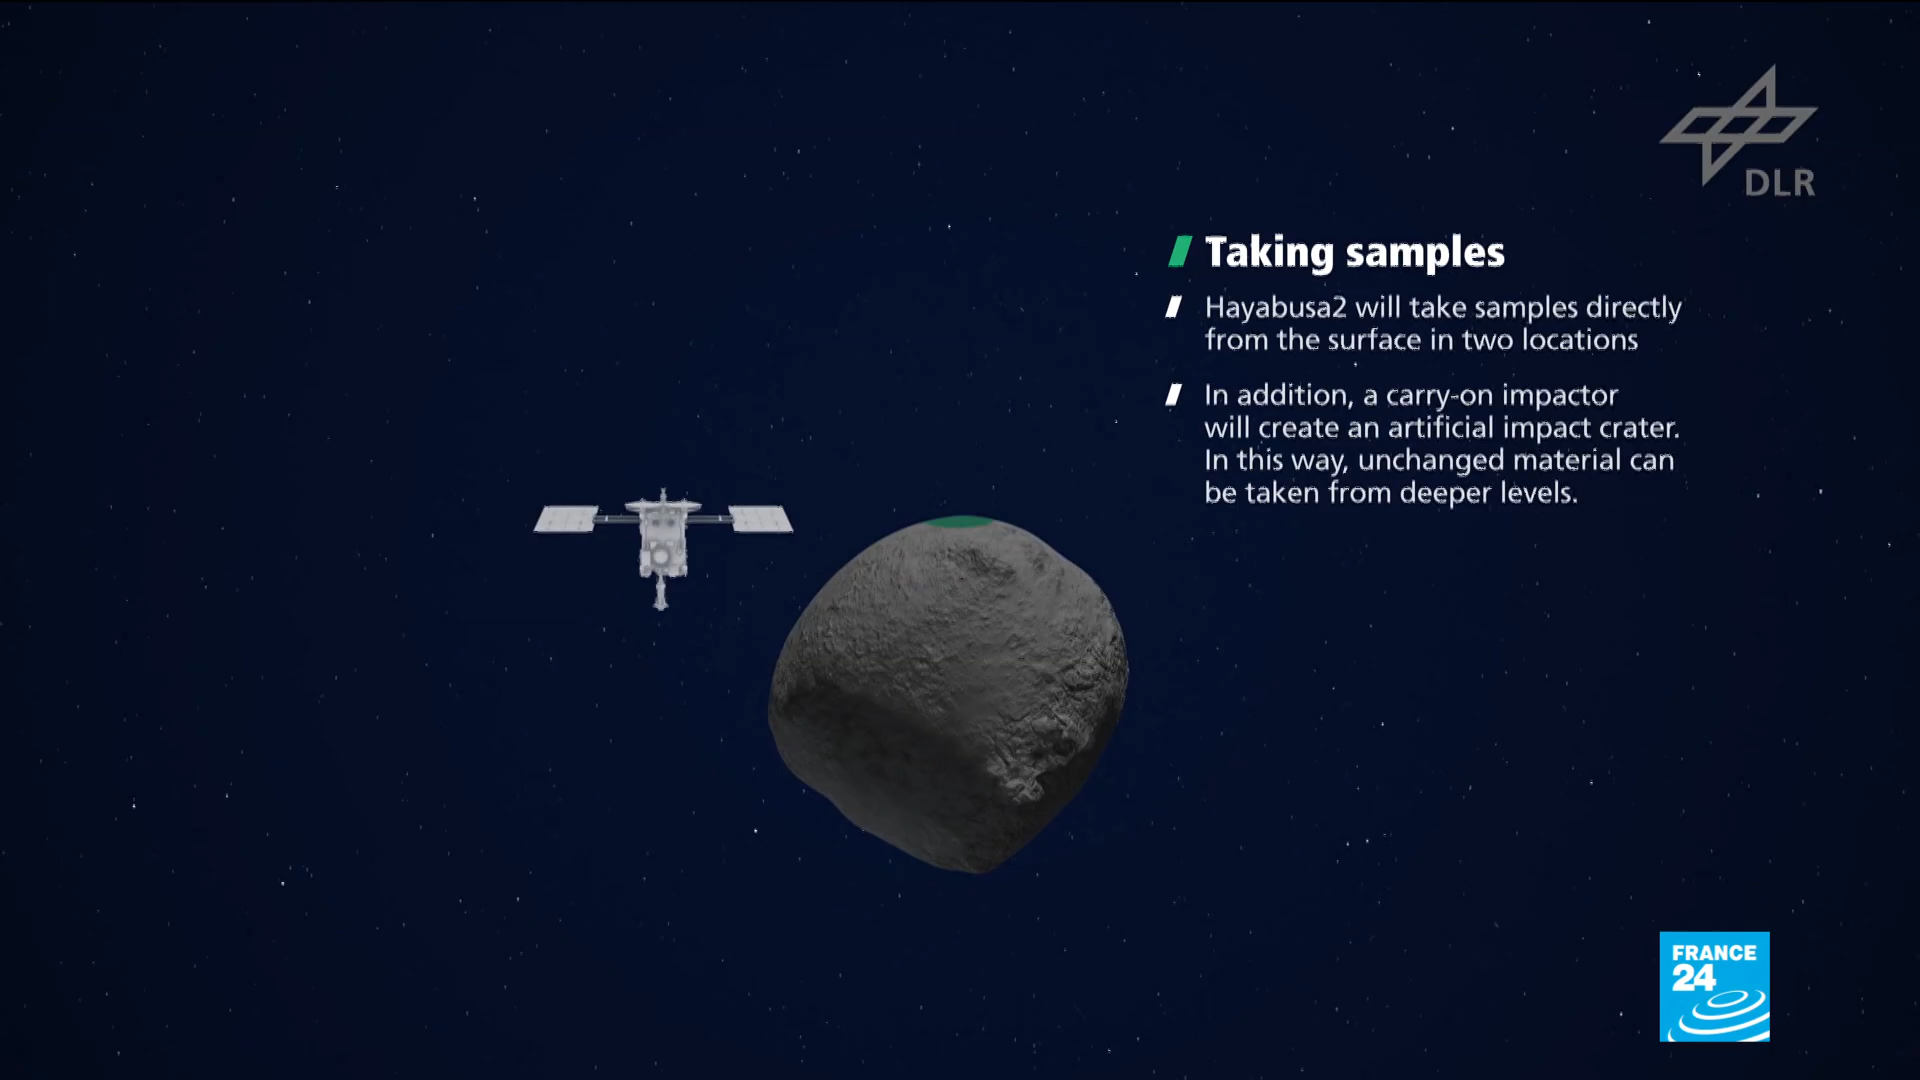 DLR
Taking samples
Hayabusa2 will take samples directly
from the surface in two locations
In addition, a carry-on impactor
will create an artificial impact crater.
In this way, unchanged material can
be taken from deeper levels.
FRANCE
24